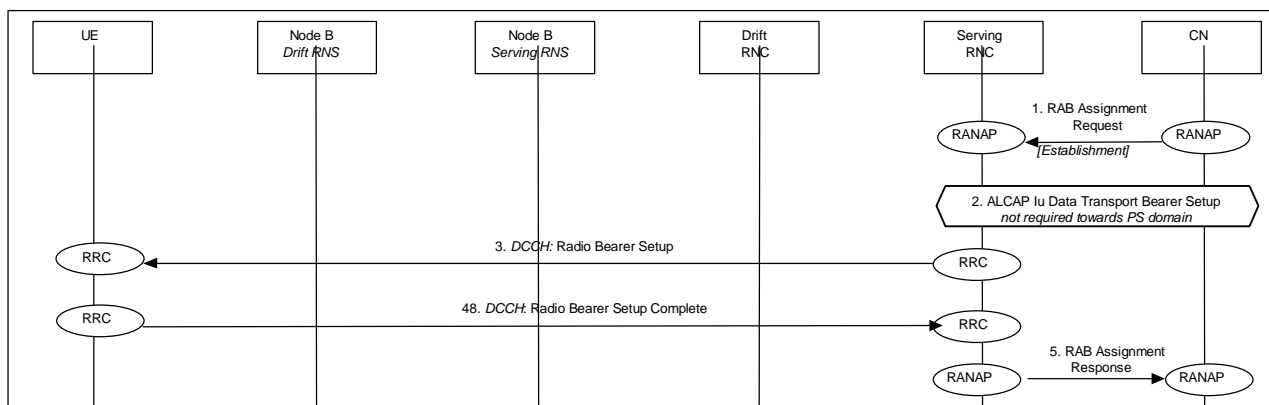 UE
Node B
Drift RNS
Node B
Serving RNS
Drift
RNC
Serving
RNC
CN
1. RAB Assignment
Request
RANAP
RANAP
[Establishment]
2. ALCAP Iu Data Transport Bearer Setup
not required towards PS domain
3. DCCH: Radio Bearer Setup
RRC
RRC
48. DCCH: Radio Bearer Setup Complete
RRC
RRC
5. RAB Assignment
Response
RANAP
RANAP